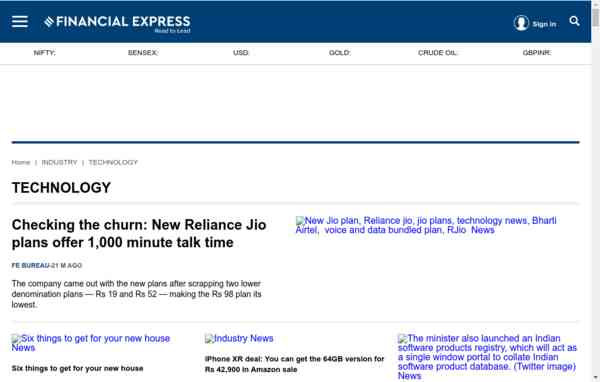 FINANCIAL EXPRESS
Read to Lead
Sign in
NIFTY: SENSEX: USD: GOLD: CRUDE OIL: GBPINR:
Home | INDUSTRY | TECHNOLOGY
TECHNOLOGY
Checking the churn: New Reliance Jio
plans offer 1,000 minute talk time
FE BUREAU-21 M AGO
The company came out with the new plans after scrapping two lower
denomination plans — Rs 19 and Rs 52 — making the Rs 98 plan its
lowest.
New Jio plan, Reliance jio, jio plans, technology news, Bharti
Airtel, voice and data bundled plan, RJio News
Six things to get for your new house
News
Six things to get for your new house
Industry News
iPhone XR deal: You can get the 64GB version for
Rs 42,900 in Amazon sale
The minister also launched an Indian
software products registry, which will act as
a single window portal to collate Indian
software product database. (Twitter image)
News